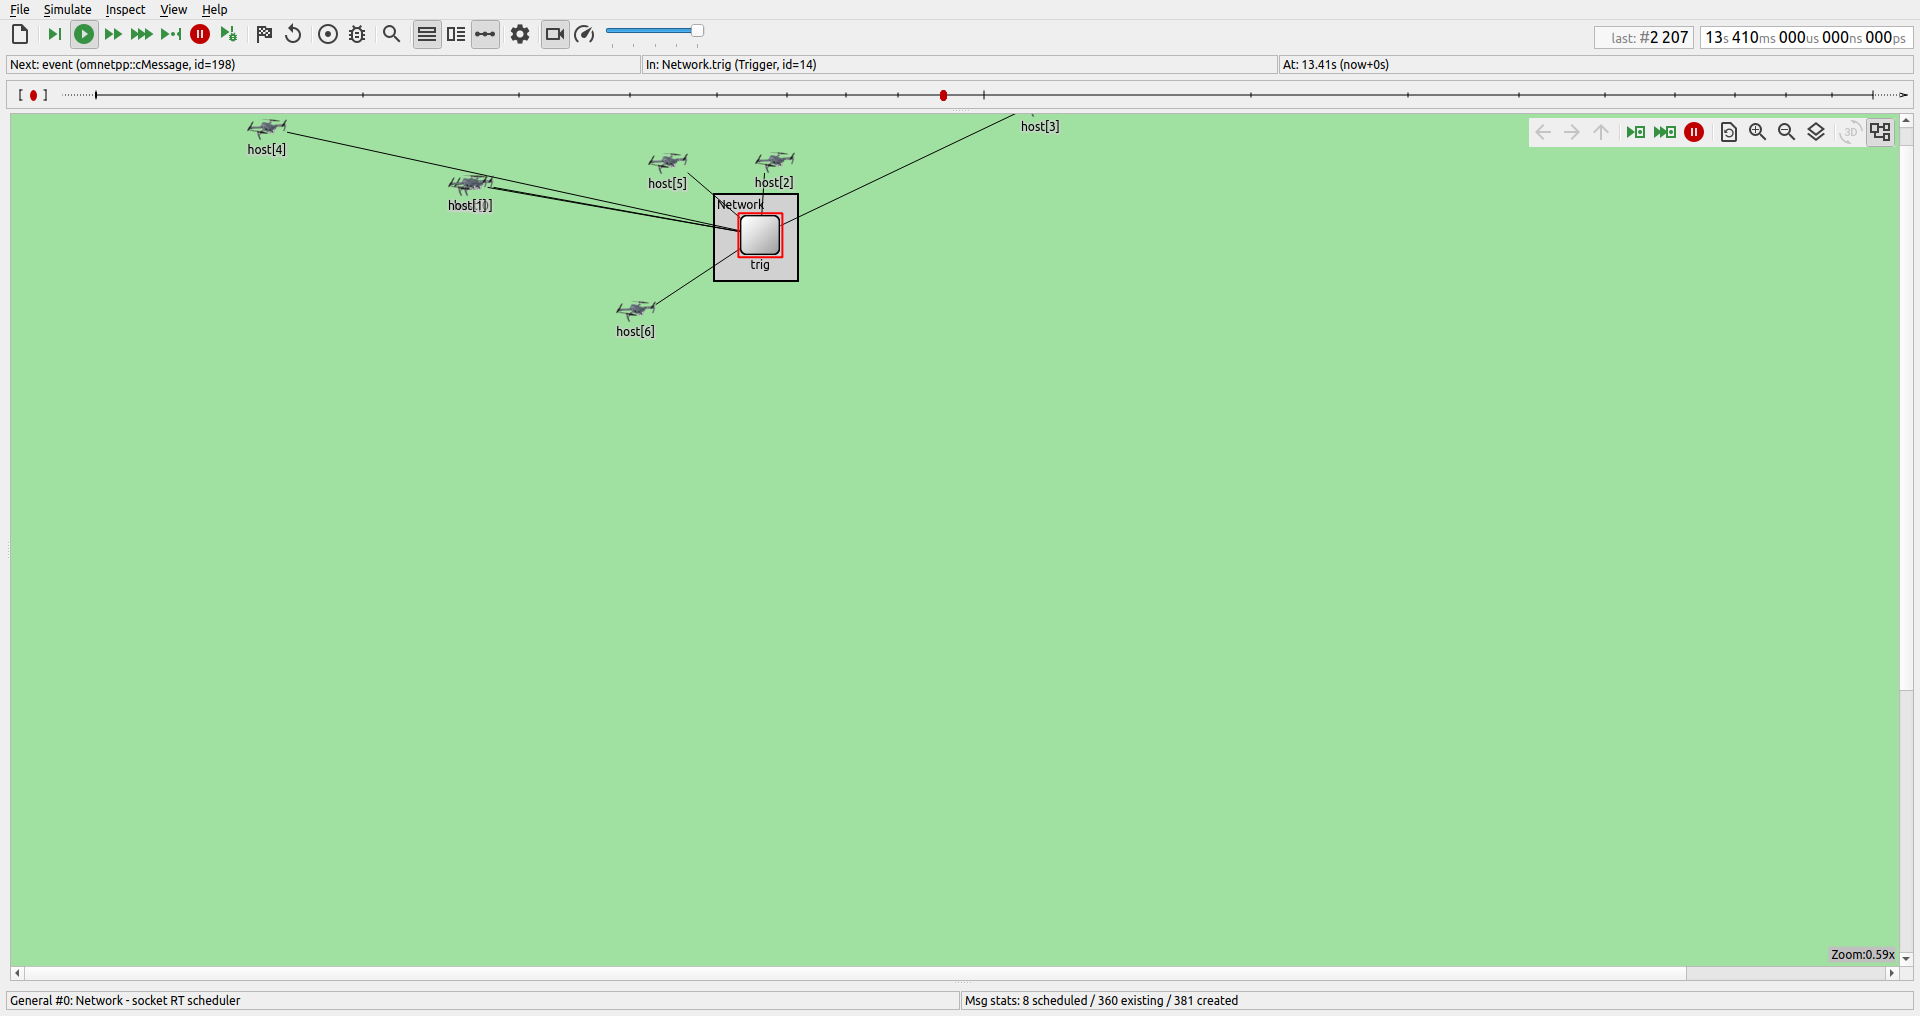 File Simulate Inspect View Help
last: #2 207
13s 410ms 000us 000ns 000ps
Next: event (omnetpp::cMessage, id=198)
In: Network.trig (Trigger, id=14)
At: 13.41s (now+0s)
host[3]
3D
host[4]
host[5]
host[2]
Network
trig
host[6]
Zoom:0.59x
General #0: Network - socket RT scheduler
Msg stats: 8 scheduled / 360 existing / 381 created